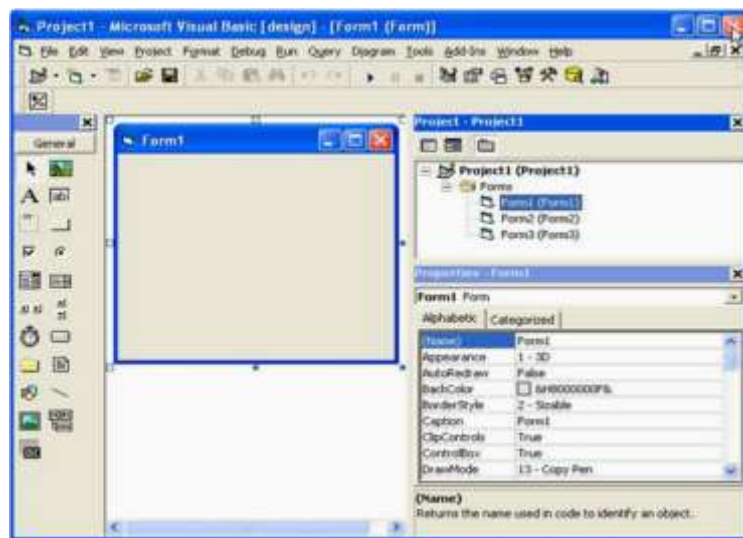 Project1 - Microsoft Visual Basic [design] - [Form1 (Form)]
File Edit View Project Format Debug Run Query Diagram Tools Add-Ins Window Help
General
A
Form1
Project - Project1
Project1 (Project1)
Forms
Form1 (Form1)
Form2 (Form2)
Form3 (Form3)
Properties - Form1
Form1 Form
Alphabetic Categorized
(Name) Form1
Appearance 1 - 3D
AutoRedraw False
BackColor &H8000000F&
BorderStyle 2 - Sizable
Caption Form1
ClipControls True
ControlBox True
DrawMode 13 - Copy Pen
(Name)
Returns the name used in code to identify an object.